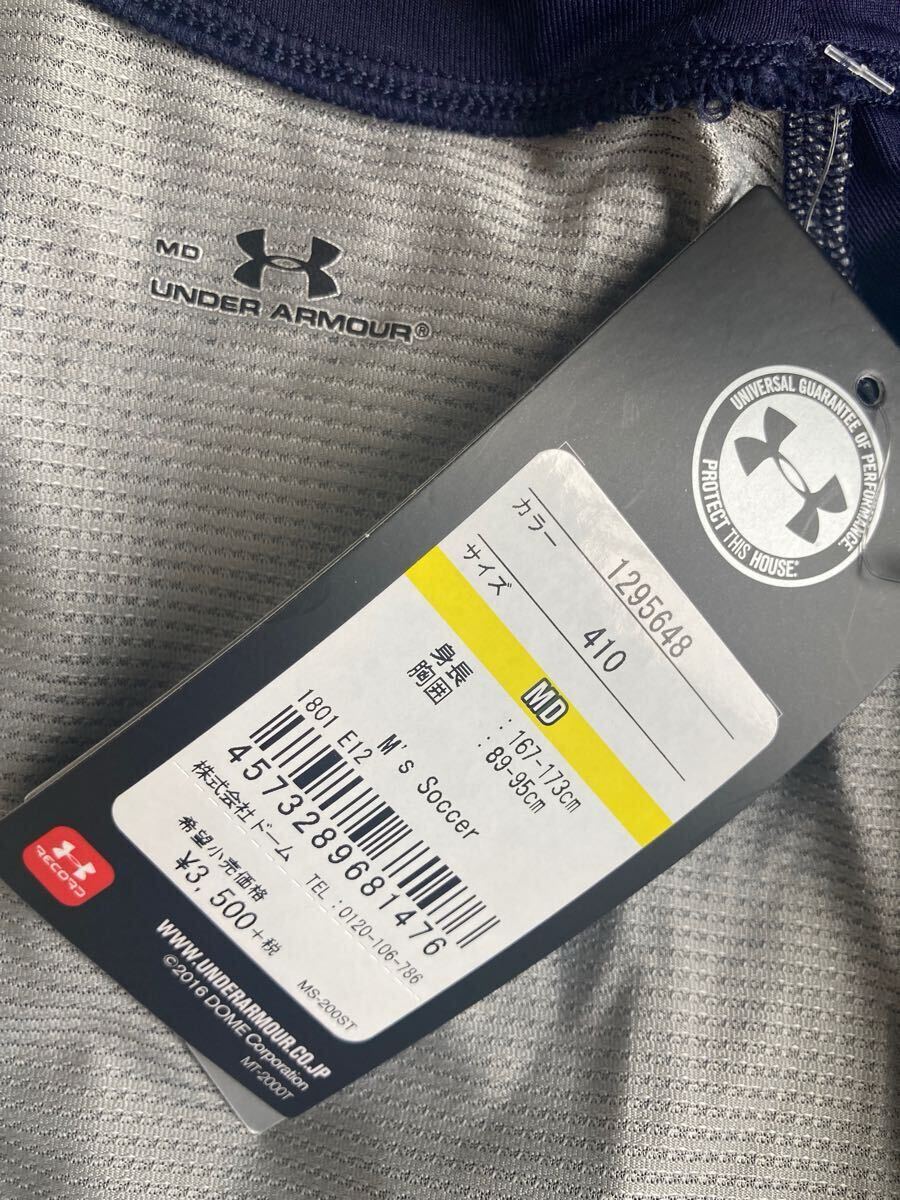 MD
UNDER ARMOUR®
UNIVERSAL GUARANTEE OF PERFORMANCE.
PROTECT THIS HOUSE.®
1295648
カラー
410
サイズ
MD
身長 : 167-173cm
胸囲 : 89-95cm
1801 E12 M's Soccer
4573289681476
株式会社ドーム TEL:0120-106-786
希望小売価格
¥3,500+税
MS-200ST
RECORD
WWW.UNDERARMOUR.CO.JP
©2016 DOME Corporation
MT-2000T